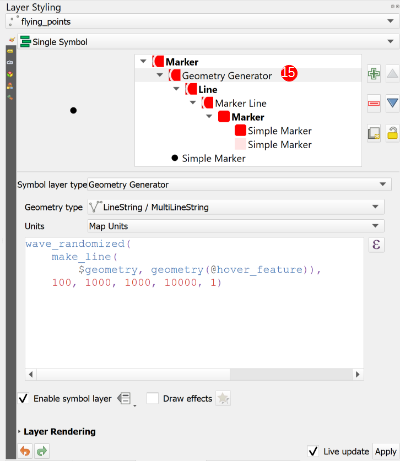 Layer Styling
flying_points
Single Symbol
Marker
Geometry Generator 15
Line
Marker Line
Marker
Simple Marker
Simple Marker
Simple Marker
Symbol layer type Geometry Generator
Geometry type LineString / MultiLineString
Units Map Units
wave_randomized(
make_line(
$geometry, geometry(@hover_feature)),
100, 1000, 1000, 10000, 1)
ε
Enable symbol layer Draw effects
Layer Rendering
Live update Apply